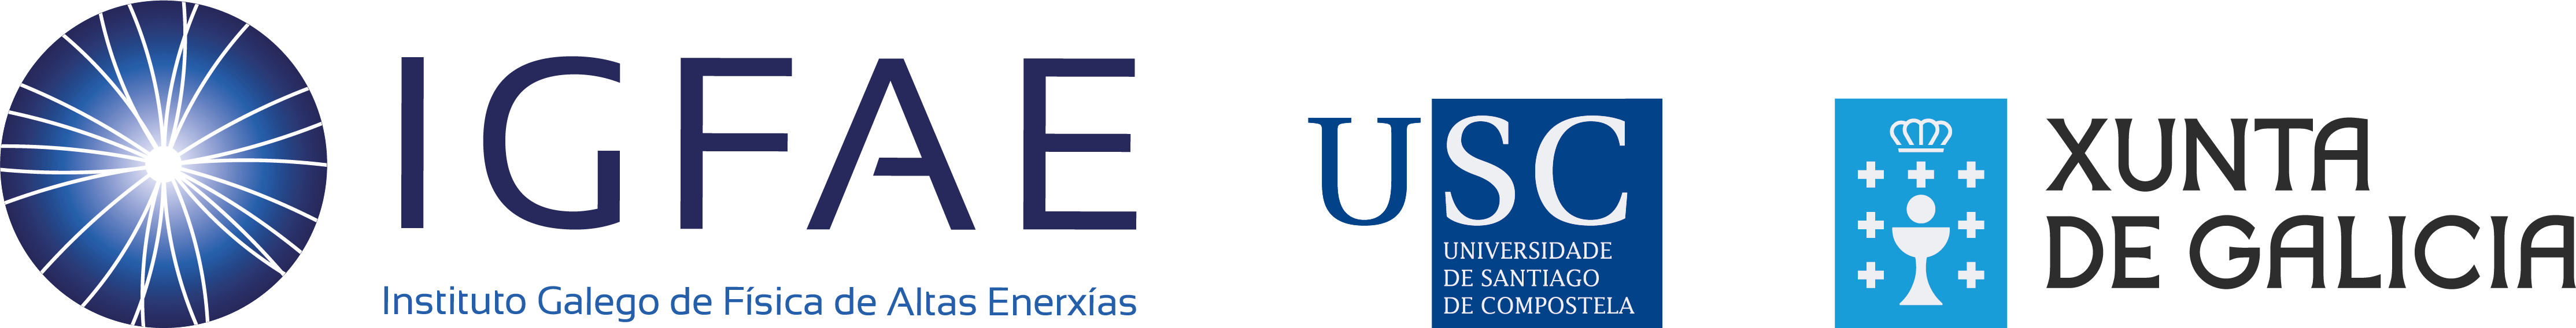 IGFAE
Instituto Galego de Física de Altas Enerxías
USC
UNIVERSIDADE
DE SANTIAGO
DE COMPOSTELA
XUNTA
DE GALICIA